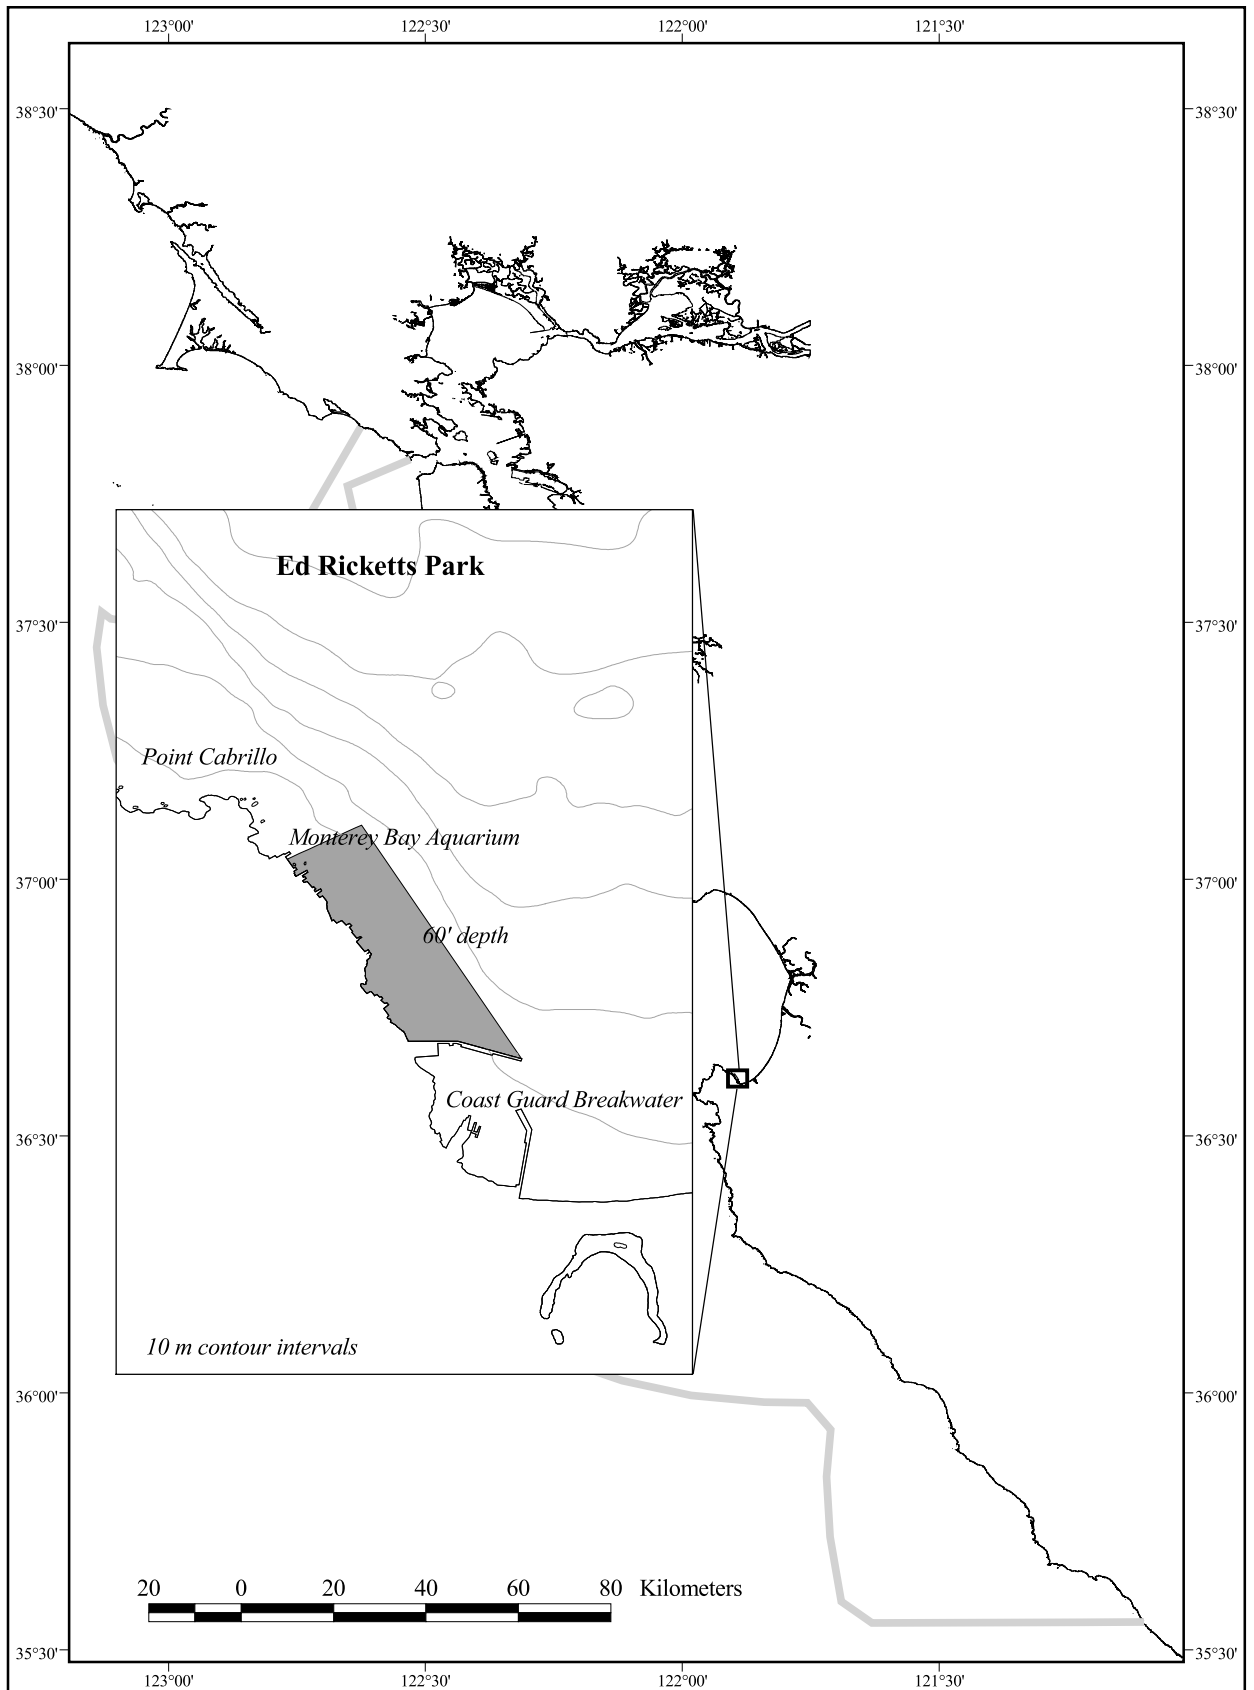 123°00' 122°30' 122°00' 121°30'
38°30' 38°30'
38°00' 38°00'
Ed Ricketts Park
37°30' 37°30'
Point Cabrillo
Monterey Bay Aquarium
37°00' 37°00'
60' depth
Coast Guard Breakwater
36°30' 36°30'
10 m contour intervals
36°00' 36°00'
20 0 20 40 60 80 Kilometers
35°30' 35°30'
123°00' 122°30' 122°00' 121°30'